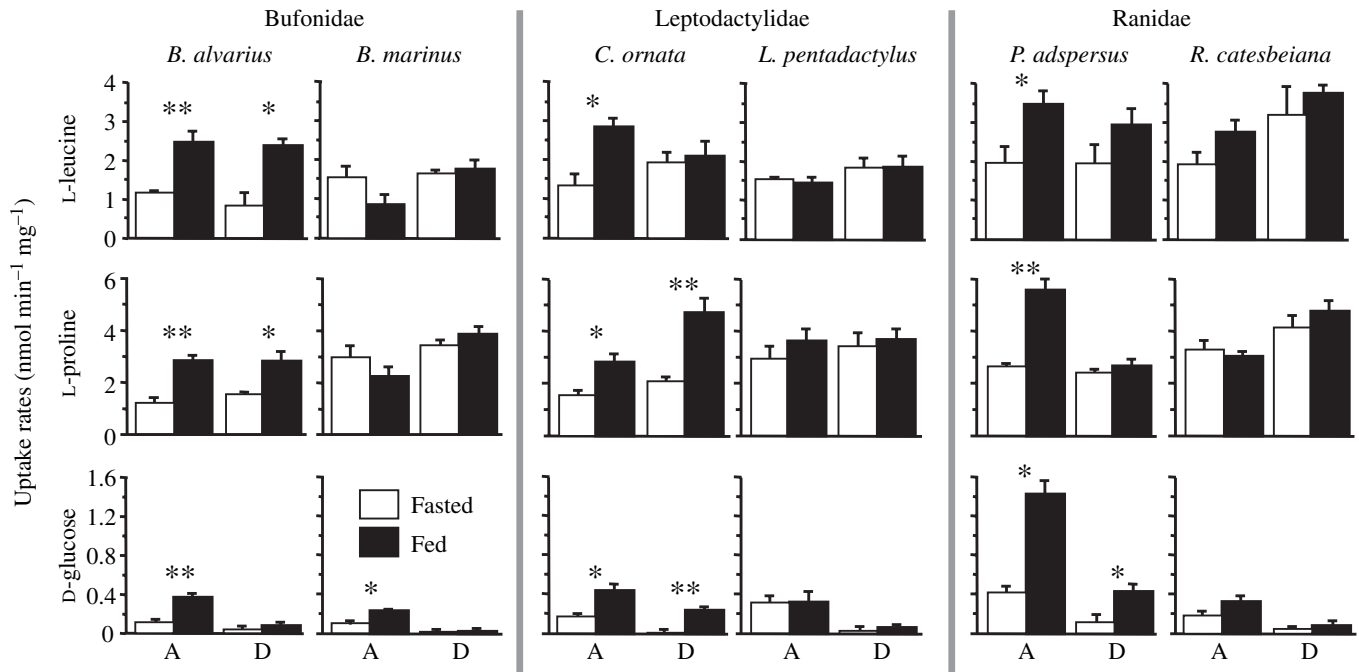 Bufonidae Leptodactylidae Ranidae
B. alvarius B. marinus C. ornata L. pentadactylus P. adspersus R. catesbeiana
Uptake rates (nmol min⁻¹ mg⁻¹)
L-leucine
4
3
2
1
0
** * * *
L-proline
6
4
2
0
** * * ** **
D-glucose
1.6
1.2
0.8
0.4
0
** * * ** * *
Fasted
Fed
A D A D A D A D A D A D